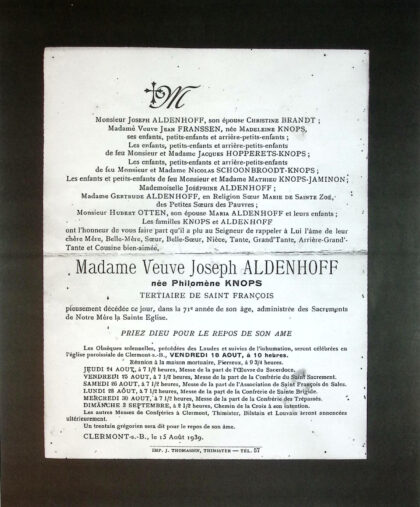 M
Monsieur Joseph ALDENHOFF, son épouse Christine BRANDT ;
Madame Veuve Jean FRANSSEN, née Madeleine KNOPS,
ses enfants, petits-enfants et arrière-petits-enfants
Les enfants, petits-enfants et arrière-petits-enfants
de feu Monsieur et Madame Jacques HOPPERETS-KNOPS ;
Les enfants, petits-enfants et arrière-petits-enfants
de feu Monsieur et Madame Nicolas SCHOONBROODT-KNOPS ;
Les enfants et petits-enfants de feu Monsieur et Madame Mathieu KNOPS-JAMINON ;
Mademoiselle Joséphine ALDENHOFF ;
Madame Gertrude ALDENHOFF, en Religion Sœur Marie de Sainte Zoé,
des Petites Sœurs des Pauvres ;
Monsieur Hubert OTTEN, son épouse Maria ALDENHOFF et leurs enfants ;
Les familles KNOPS et ALDENHOFF
ont l'honneur de vous faire part qu'il a plu au Seigneur de rappeler à Lui l'âme de leur
chère Mère, Belle-Mère, Sœur, Belle-Sœur, Nièce, Tante, Grand'Tante, Arrière-Grand'-
Tante et Cousine bien-aimée,
Madame Veuve Joseph ALDENHOFF
née Philomène KNOPS
TERTIAIRE DE SAINT FRANÇOIS
pieusement décédée ce jour, dans la 71e année de son âge, administrée des Sacrements
de Notre Mère la Sainte Eglise.
PRIEZ DIEU POUR LE REPOS DE SON AME
Les Obsèques solennelles, précédées des Laudes et suivies de l'inhumation, seront célébrées en
l'église paroissiale de Clermont s.-B., VENDREDI 18 AOUT, à 10 heures.
Réunion à la maison mortuaire, Fierveux, à 9 3/4 heures.
JEUDI 24 AOUT, à 7 1/2 heures, Messe de la part de l'Œuvre du Sacerdoce.
VENDREDI 25 AOUT, à 7 1/2 heures, Messe de la part de la Confrérie du Saint Sacrement.
SAMEDI 26 AOUT, à 7 1/2 heures, Messe de la part de l'Association de Saint François de Sales.
LUNDI 28 AOUT, à 7 1/2 heures, Messe de la part de la Confrérie de Sainte Brigide.
MERCREDI 30 AOUT, à 7 1/2 heures, Messe de la part de la Confrérie des Trépassés.
DIMANCHE 3 SEPTEMBRE, à 2 1/2 heures, Chemin de la Croix à son intention.
Les autres Messes de Confréries à Clermont, Thimister, Bilstain et Louvain seront annoncées
ultérieurement.
Un trentain grégorien sera dit pour le repos de son âme.
CLERMONT-s.-B., le 15 Août 1939.
IMP. J. THOMASSIN, THIMISTER — TÉL. 57